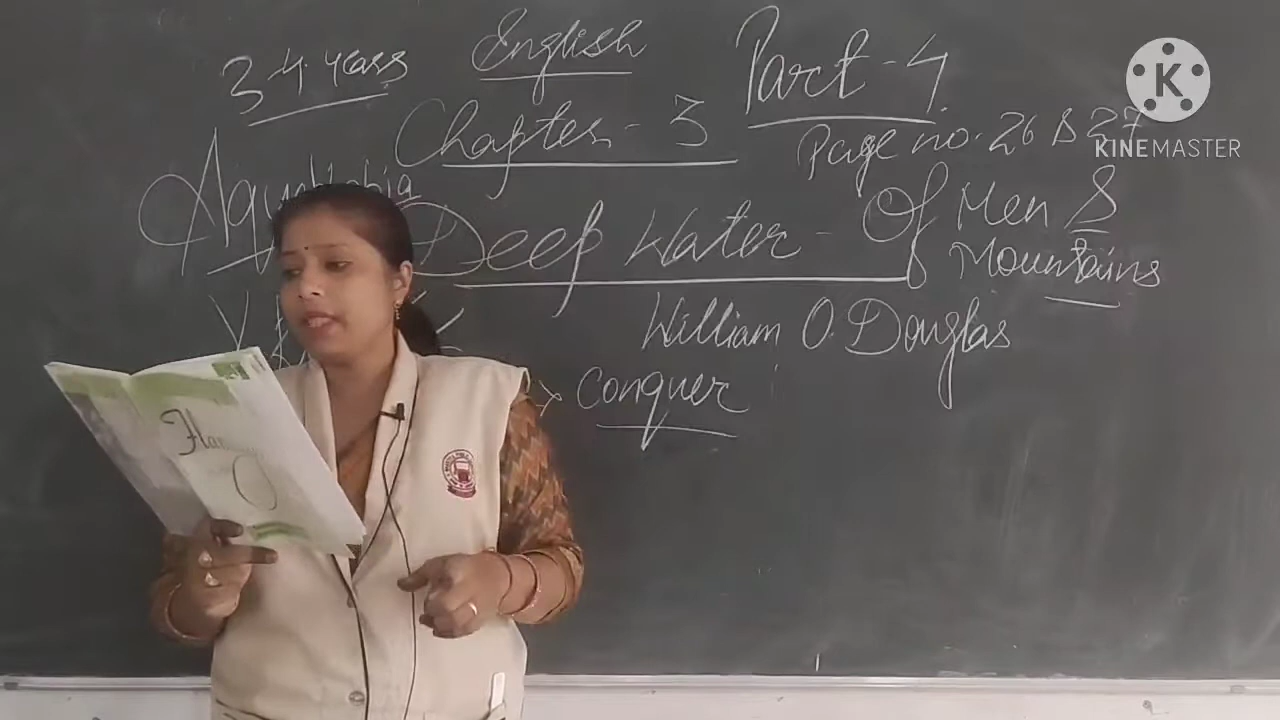 3 4 years
English
Part - 4
Chapter - 3
Page no. 26 & 27
Deep Water -
Of Men &
Mountains
William O. Douglas
Conquer
K
KINEMASTER